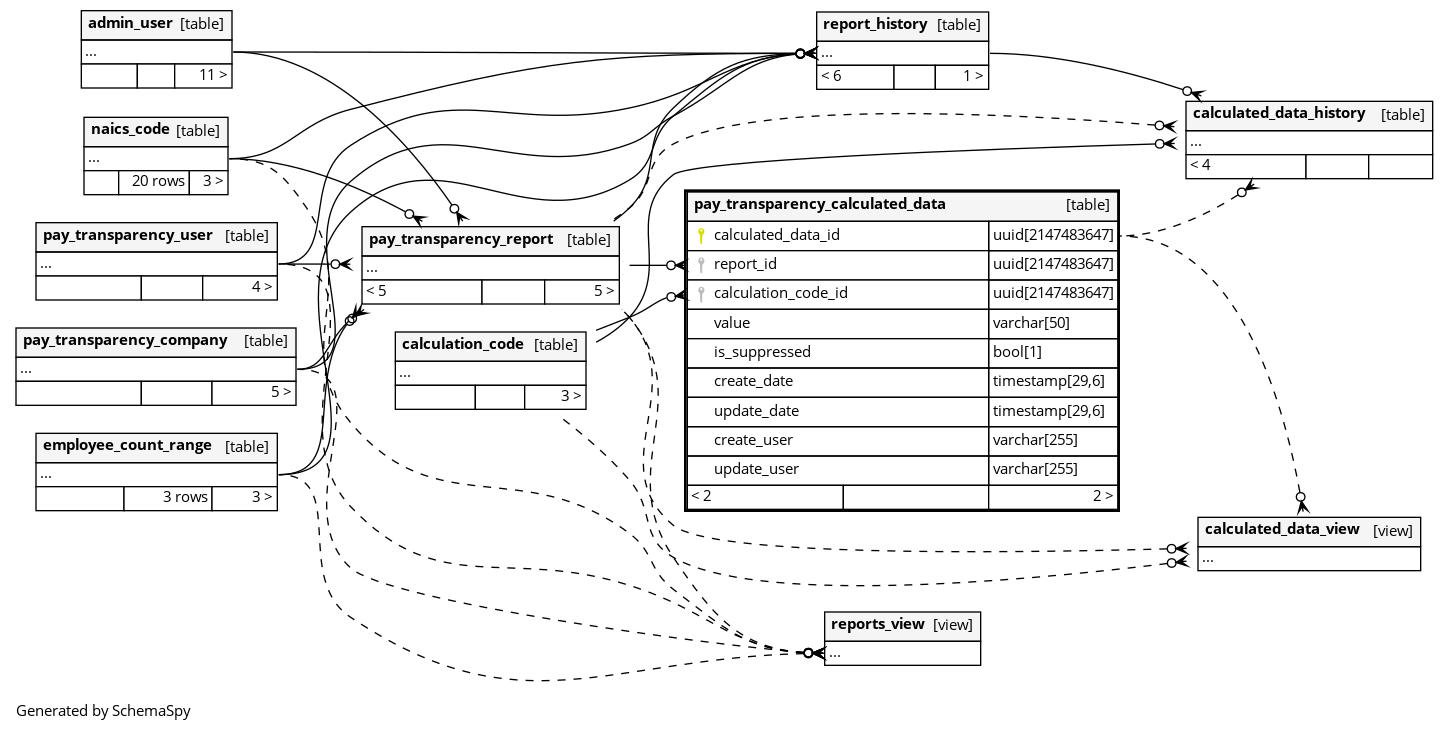 admin_user [table]
...
11 >
report_history [table]
...
< 6 1 >
calculated_data_history [table]
...
< 4
naics_code [table]
...
20 rows 3 >
pay_transparency_user [table]
...
4 >
pay_transparency_report [table]
...
< 5 5 >
pay_transparency_calculated_data [table]
calculated_data_id uuid[2147483647]
report_id uuid[2147483647]
calculation_code_id uuid[2147483647]
value varchar[50]
is_suppressed bool[1]
create_date timestamp[29,6]
update_date timestamp[29,6]
create_user varchar[255]
update_user varchar[255]
< 2 2 >
pay_transparency_company [table]
...
5 >
calculation_code [table]
...
3 >
employee_count_range [table]
...
3 rows 3 >
calculated_data_view [view]
...
reports_view [view]
...
Generated by SchemaSpy